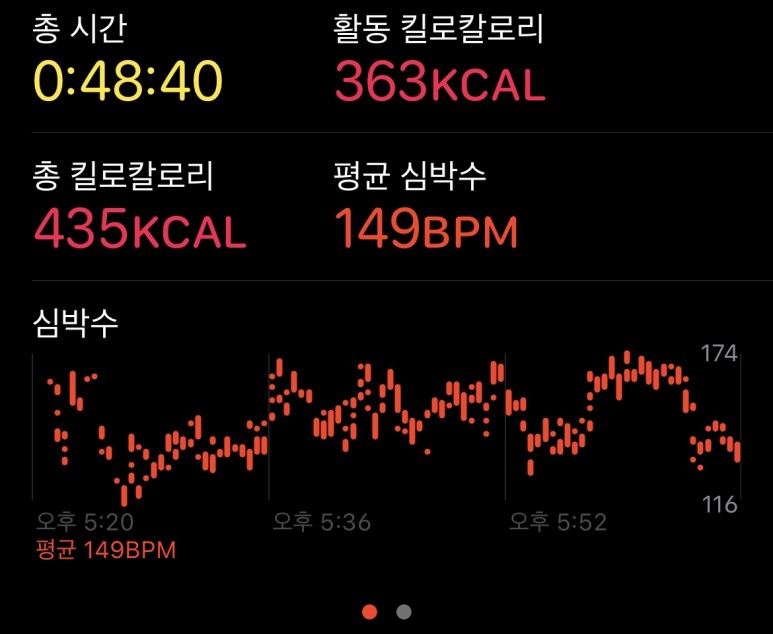 총 시간
활동 킬로칼로리
0:48:40
363KCAL
총 킬로칼로리
평균 심박수
435KCAL
149BPM
심박수
174
116
오후 5:20
오후 5:36
오후 5:52
평균 149BPM